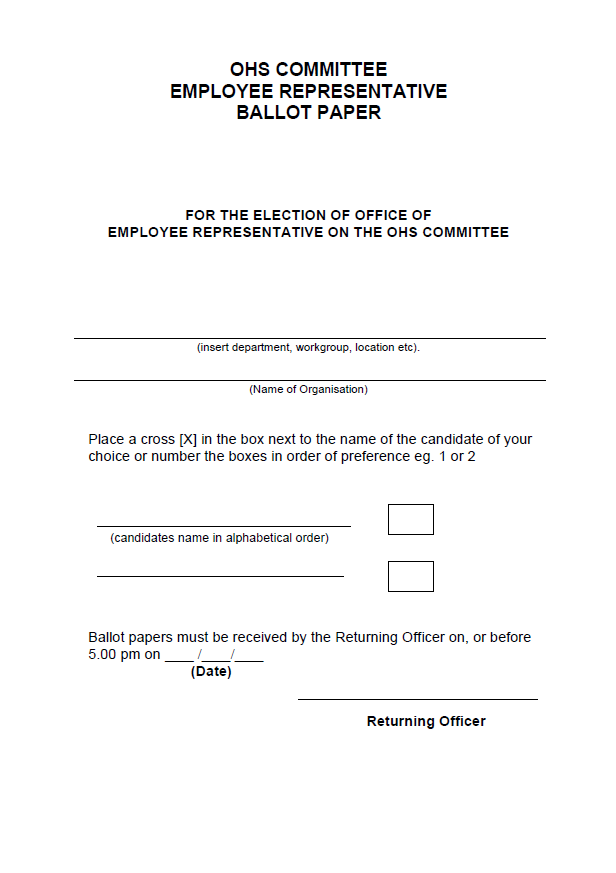 OHS COMMITTEE
EMPLOYEE REPRESENTATIVE
BALLOT PAPER
FOR THE ELECTION OF OFFICE OF
EMPLOYEE REPRESENTATIVE ON THE OHS COMMITTEE
(insert department, workgroup, location etc).
(Name of Organisation)
Place a cross [X] in the box next to the name of the candidate of your
choice or number the boxes in order of preference eg. 1 or 2
(candidates name in alphabetical order)
Ballot papers must be received by the Returning Officer on, or before
5.00 pm on ____ /____/____
(Date)
Returning Officer